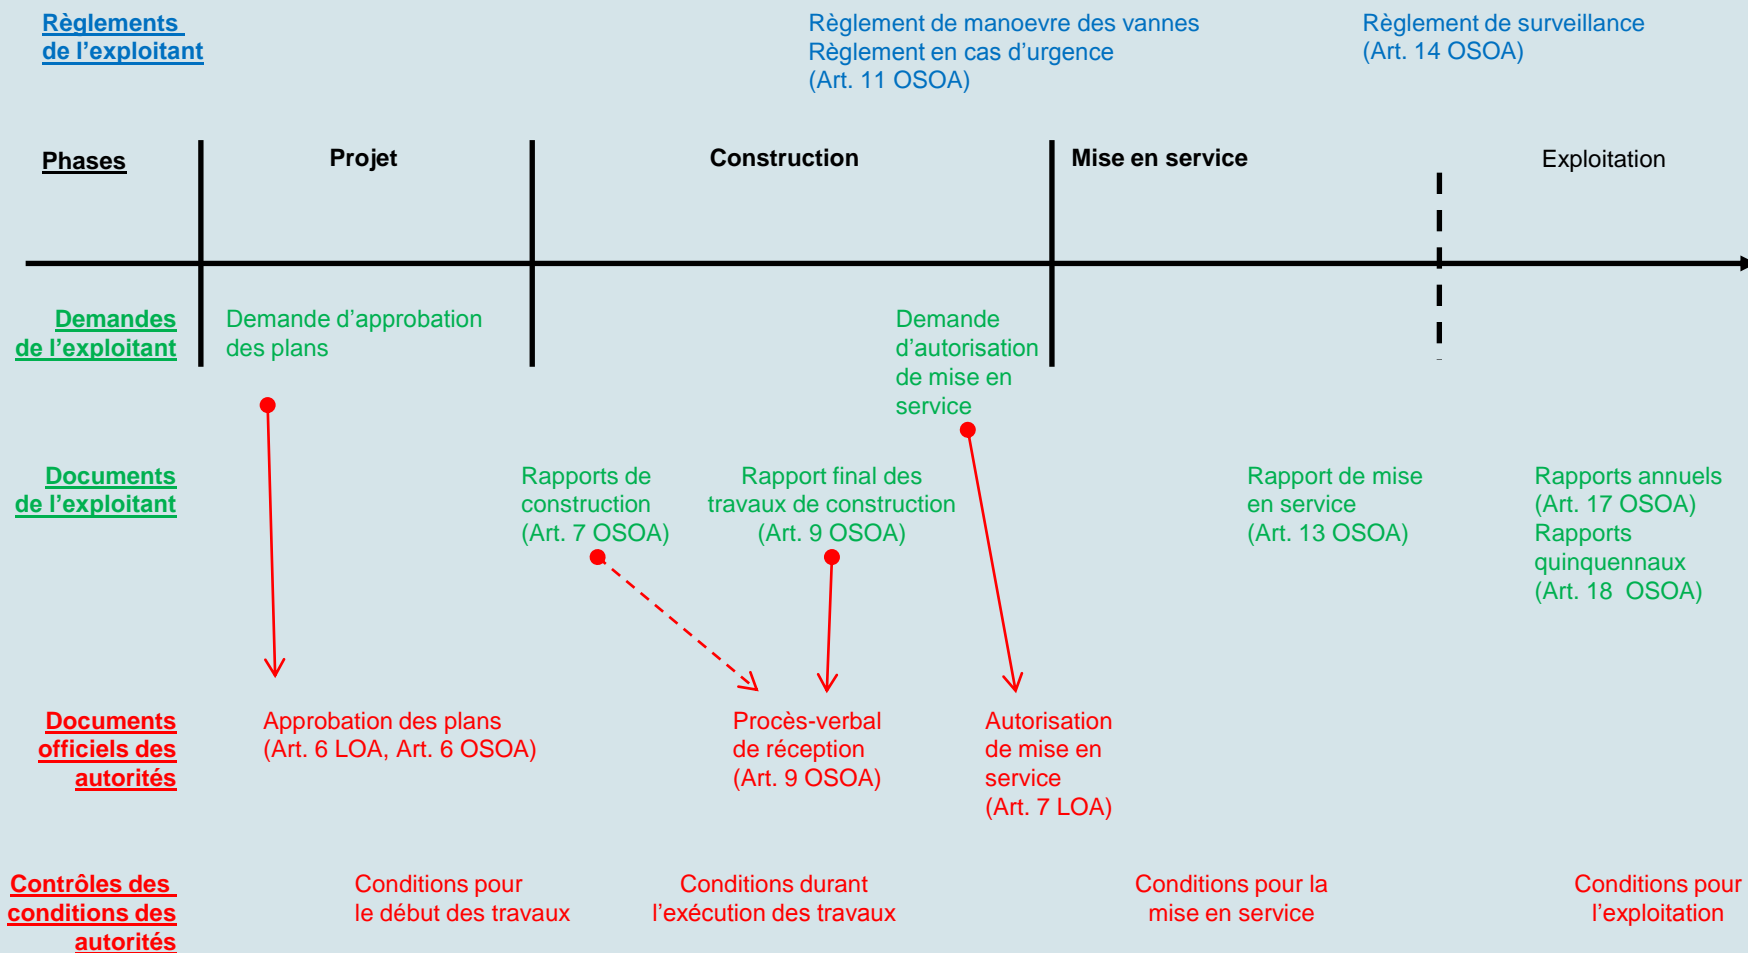 Règlements
de l’exploitant
Règlement de manoevre des vannes
Règlement en cas d’urgence
(Art. 11 OSOA)
Règlement de surveillance
(Art. 14 OSOA)
Phases
Projet
Construction
Mise en service
Exploitation
Demandes
de l’exploitant
Demande d’approbation
des plans
Demande
d’autorisation
de mise en
service
Documents
de l’exploitant
Rapports de
construction
(Art. 7 OSOA)
Rapport final des
travaux de construction
(Art. 9 OSOA)
Rapport de mise
en service
(Art. 13 OSOA)
Rapports annuels
(Art. 17 OSOA)
Rapports
quinquennaux
(Art. 18 OSOA)
Documents
officiels des
autorités
Approbation des plans
(Art. 6 LOA, Art. 6 OSOA)
Procès-verbal
de réception
(Art. 9 OSOA)
Autorisation
de mise en
service
(Art. 7 LOA)
Contrôles des
conditions des
autorités
Conditions pour
le début des travaux
Conditions durant
l’exécution des travaux
Conditions pour la
mise en service
Conditions pour
l’exploitation